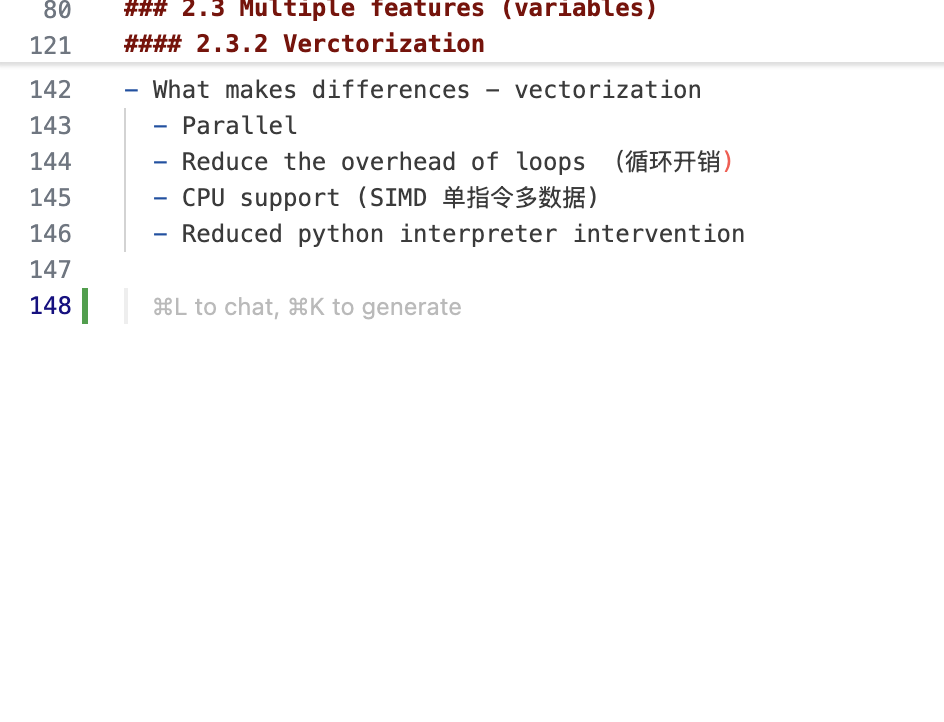 80 ### 2.3 Multiple features (variables)
121 #### 2.3.2 Verctorization
142 - What makes differences - vectorization
143 - Parallel
144 - Reduce the overhead of loops （循环开销)
145 - CPU support (SIMD 单指令多数据)
146 - Reduced python interpreter intervention
147
148 ⌘L to chat, ⌘K to generate